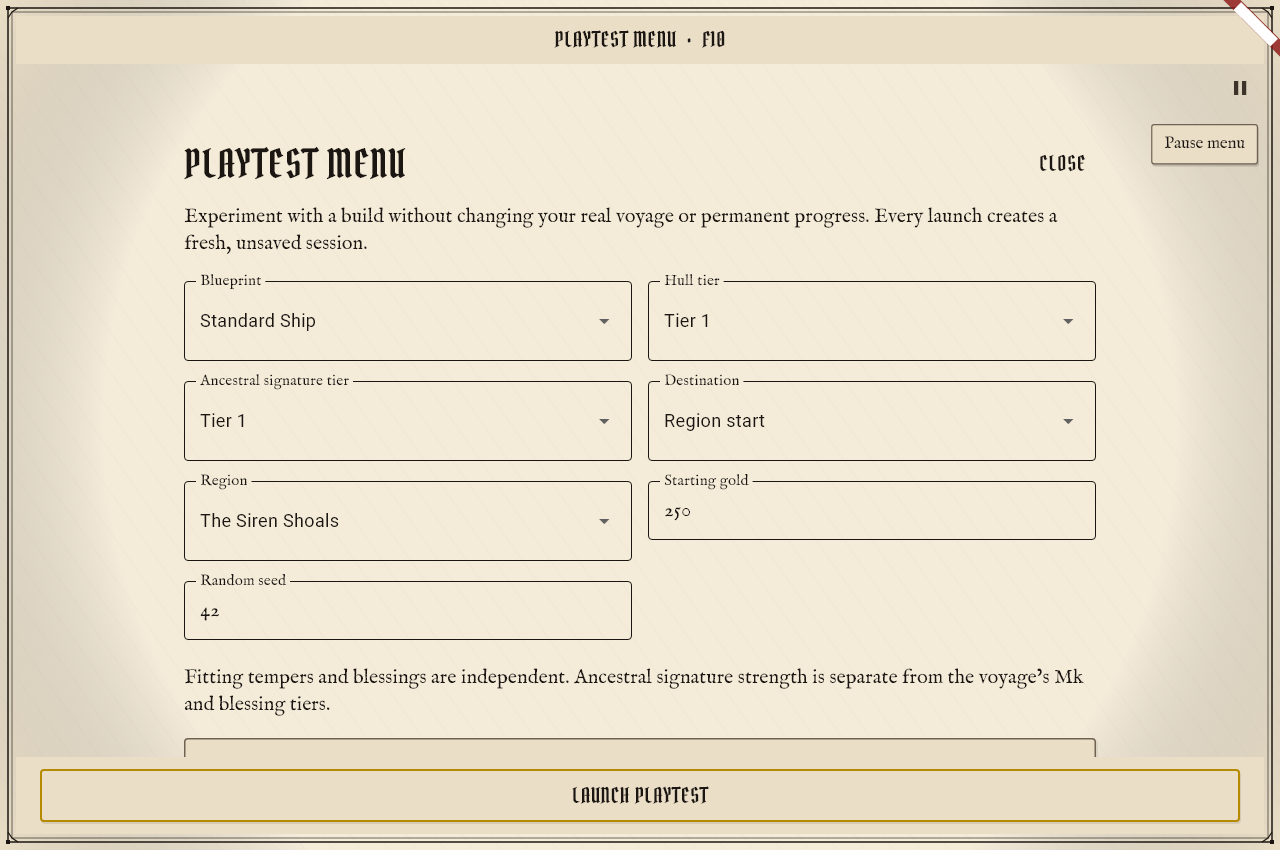 PLAYTEST MENU · F10
PLAYTEST MENU
CLOSE
Pause menu
Experiment with a build without changing your real voyage or permanent progress. Every launch creates a
fresh, unsaved session.
Blueprint
Standard Ship
Hull tier
Tier 1
Ancestral signature tier
Tier 1
Destination
Region start
Region
The Siren Shoals
Starting gold
250
Random seed
42
Fitting tempers and blessings are independent. Ancestral signature strength is separate from the voyage’s Mk
and blessing tiers.
LAUNCH PLAYTEST